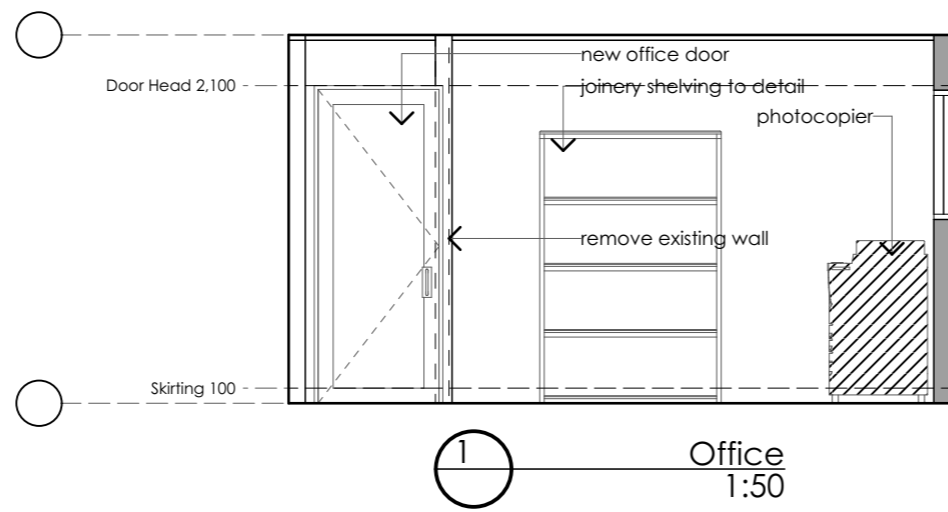 new office door
Door Head 2,100
joinery shelving to detail
photocopier
remove existing wall
Skirting 100
1
Office
1:50